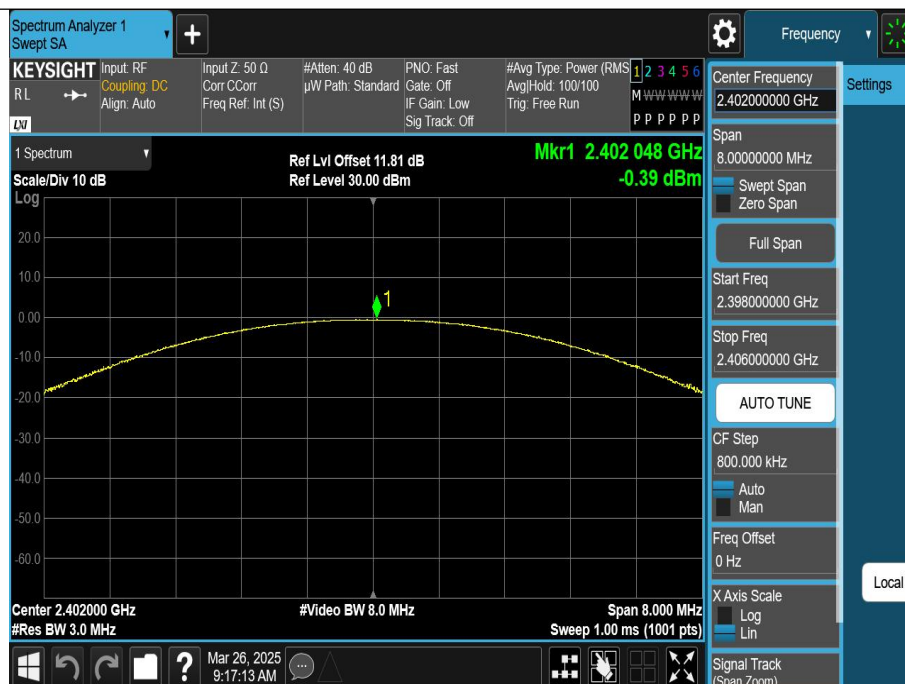 Spectrum Analyzer 1
Swept SA
Frequency
KEYSIGHT
R L
LXI
Input: RF
Coupling: DC
Align: Auto
Input Z: 50 Ω
Corr CCorr
Freq Ref: Int (S)
#Atten: 40 dB
µW Path: Standard
PNO: Fast
Gate: Off
IF Gain: Low
Sig Track: Off
#Avg Type: Power (RMS
Avg|Hold: 100/100
Trig: Free Run
1 2 3 4 5 6
M W W W W W
P P P P P P
Center Frequency
2.402000000 GHz
Settings
Span
8.00000000 MHz
Swept Span
Zero Span
Full Span
Start Freq
2.398000000 GHz
Stop Freq
2.406000000 GHz
AUTO TUNE
CF Step
800.000 kHz
Auto
Man
Freq Offset
0 Hz
X Axis Scale
Log
Lin
Signal Track
(Span Zoom)
Local
1 Spectrum
Scale/Div 10 dB
Log
Ref Lvl Offset 11.81 dB
Ref Level 30.00 dBm
Mkr1 2.402 048 GHz
-0.39 dBm
20.0
10.0
1
0.00
-10.0
-20.0
-30.0
-40.0
-50.0
-60.0
Center 2.402000 GHz
#Video BW 8.0 MHz
Span 8.000 MHz
#Res BW 3.0 MHz
Sweep 1.00 ms (1001 pts)
?
Mar 26, 2025
9:17:13 AM